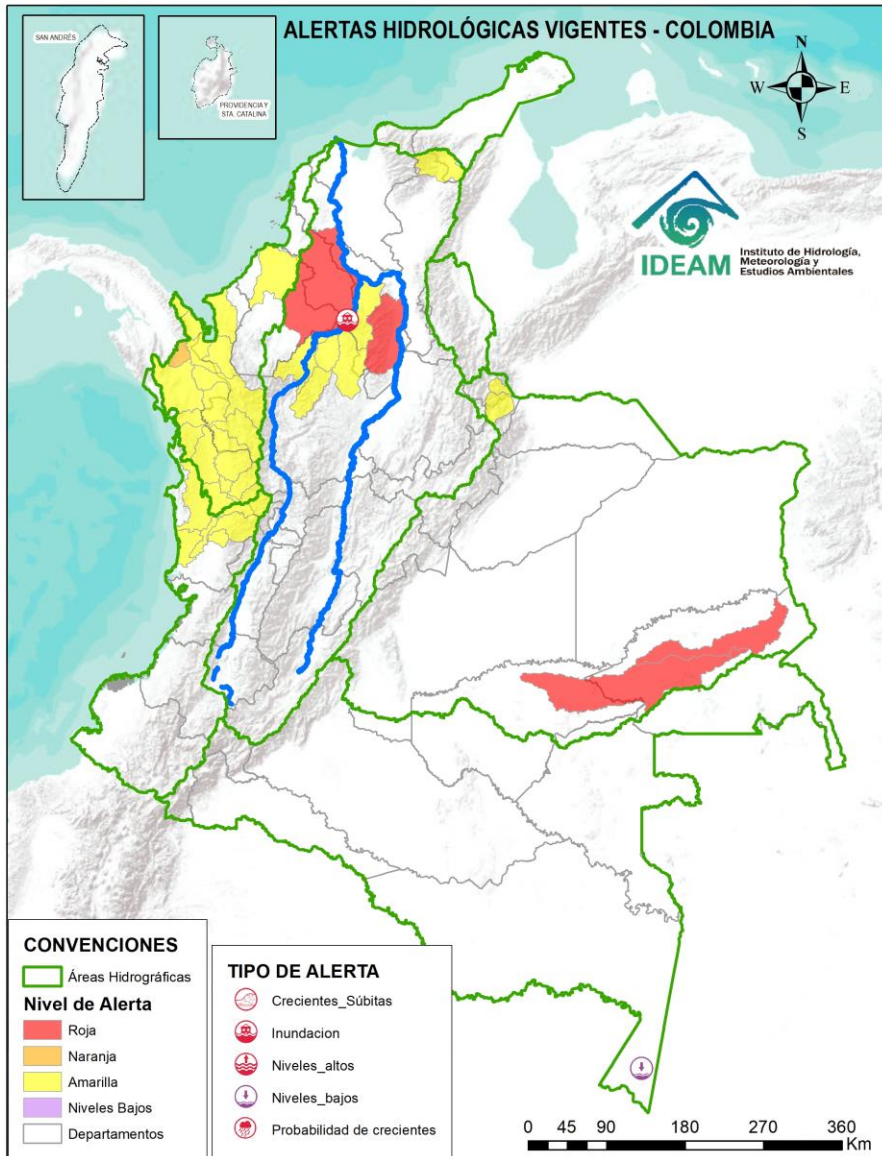 ALERTAS HIDROLÓGICAS VIGENTES - COLOMBIA
SAN ANDRÉS
PROVIDENCIA Y
STA. CATALINA
N
W
E
S
IDEAM
Instituto de Hidrología,
Meteorología y
Estudios Ambientales
CONVENCIONES
Áreas Hidrográficas
Nivel de Alerta
Roja
Naranja
Amarilla
Niveles Bajos
Departamentos
TIPO DE ALERTA
Crecientes_Súbitas
Inundacion
Niveles_altos
Niveles_bajos
Probabilidad de crecientes
0 45 90 180 270 360
Km